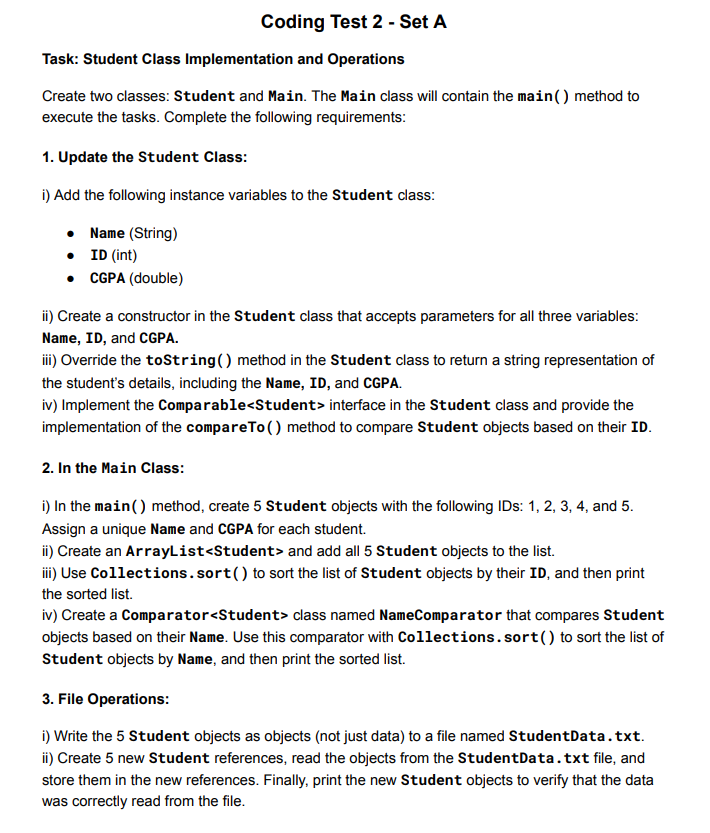 Coding Test 2 - Set A
Task: Student Class Implementation and Operations
Create two classes: Student and Main. The Main class will contain the main() method to
execute the tasks. Complete the following requirements:
1. Update the Student Class:
i) Add the following instance variables to the Student class:
● Name (String)
● ID (int)
● CGPA (double)
ii) Create a constructor in the Student class that accepts parameters for all three variables:
Name, ID, and CGPA.
iii) Override the toString() method in the Student class to return a string representation of
the student's details, including the Name, ID, and CGPA.
iv) Implement the Comparable<Student> interface in the Student class and provide the
implementation of the compareTo() method to compare Student objects based on their ID.
2. In the Main Class:
i) In the main() method, create 5 Student objects with the following IDs: 1, 2, 3, 4, and 5.
Assign a unique Name and CGPA for each student.
ii) Create an ArrayList<Student> and add all 5 Student objects to the list.
iii) Use Collections.sort() to sort the list of Student objects by their ID, and then print
the sorted list.
iv) Create a Comparator<Student> class named NameComparator that compares Student
objects based on their Name. Use this comparator with Collections.sort() to sort the list of
Student objects by Name, and then print the sorted list.
3. File Operations:
i) Write the 5 Student objects as objects (not just data) to a file named StudentData.txt.
ii) Create 5 new Student references, read the objects from the StudentData.txt file, and
store them in the new references. Finally, print the new Student objects to verify that the data
was correctly read from the file.